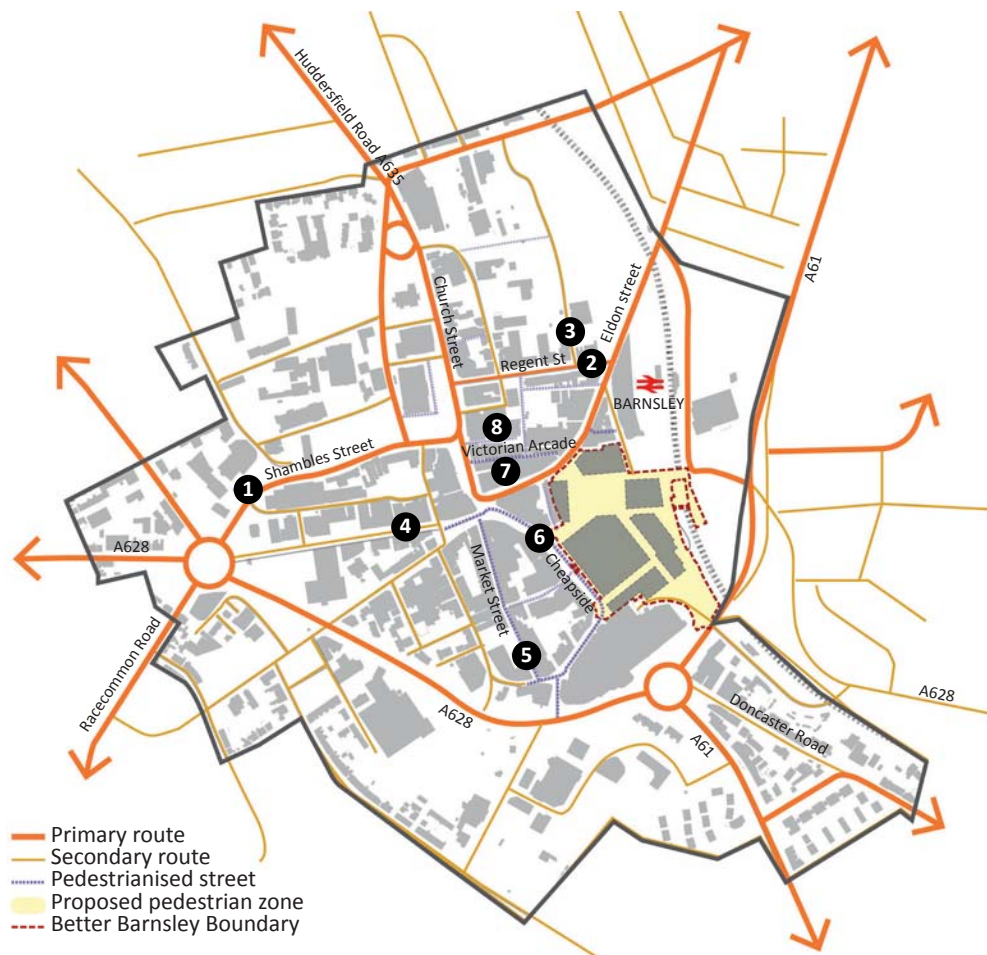 Huddersfield Road A635
A61
Church Street
Eldon street
3
Regent St
2
BARNSLEY
8
Victorian Arcade
7
Shambles Street
1
4
6
Cheapside
A628
Market Street
5
Racecommon Road
A628
A61
Doncaster Road
A628
Primary route
Secondary route
Pedestrianised street
Proposed pedestrian zone
Better Barnsley Boundary